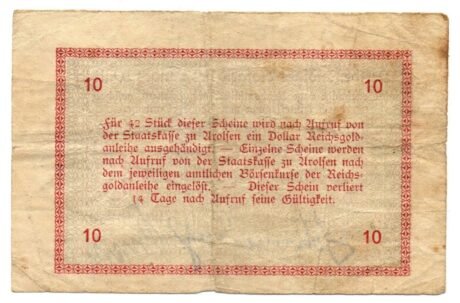 10 10
Für 42 Stück dieser Scheine wird nach Aufruf von
der Staatskasse zu Arolsen ein Dollar Reichsgold-
anleihe ausgehändigt. — Einzelne Scheine werden
nach Aufruf von der Staatskasse zu Arolsen nach
dem jeweiligen amtlichen Börsenkurse der Reichs-
goldanleihe eingelöst. — Dieser Schein verliert
14 Tage nach Aufruf seine Gültigkeit.
10 10